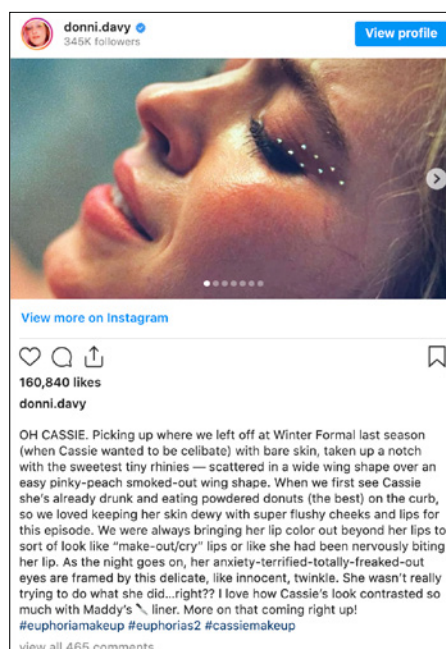 donni.davy
345K followers
View profile
View more on Instagram
160,840 likes
donni.davy
OH CASSIE. Picking up where we left off at Winter Formal last season
(when Cassie wanted to be celibate) with bare skin, taken up a notch
with the sweetest tiny rhinies — scattered in a wide wing shape over an
easy pinky-peach smoked-out wing shape. When we first see Cassie
she's already drunk and eating powdered donuts (the best) on the curb,
so we loved keeping her skin dewy with super flushy cheeks and lips for
this episode. We were always bringing her lip color out beyond her lips to
sort of look like “make-out/cry” lips or like she had been nervously biting
her lip. As the night goes on, her anxiety-terrified-totally-freaked-out
eyes are framed by this delicate, like innocent, twinkle. She wasn't really
trying to do what she did...right?? I love how Cassie's look contrasted so
much with Maddy's 🔪 liner. More on that coming right up!
#euphoriamakeup #euphorias2 #cassiemakeup
view all 465 comments